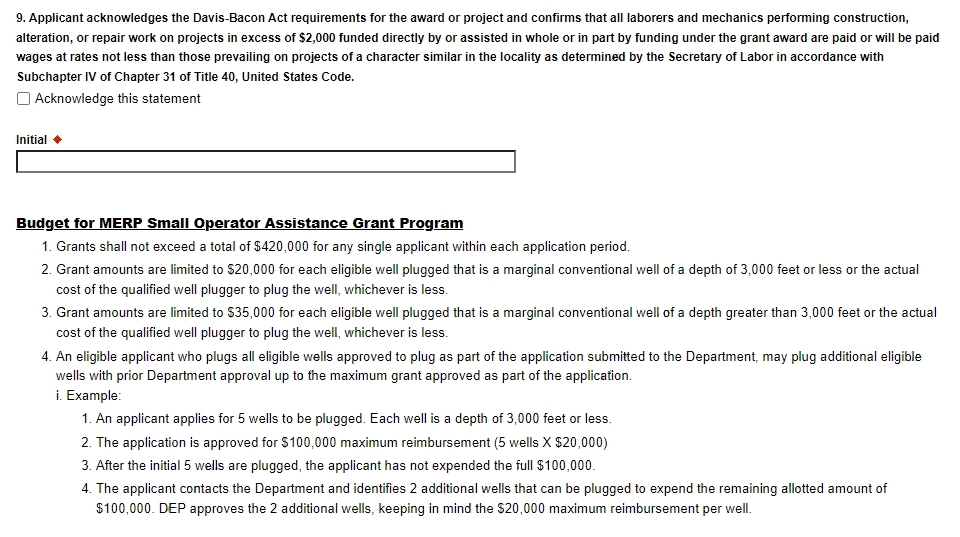 9. Applicant acknowledges the Davis-Bacon Act requirements for the award or project and confirms that all laborers and mechanics performing construction,
alteration, or repair work on projects in excess of $2,000 funded directly by or assisted in whole or in part by funding under the grant award are paid or will be paid
wages at rates not less than those prevailing on projects of a character similar in the locality as determined by the Secretary of Labor in accordance with
Subchapter IV of Chapter 31 of Title 40, United States Code.
Acknowledge this statement
Initial
Budget for MERP Small Operator Assistance Grant Program
1. Grants shall not exceed a total of $420,000 for any single applicant within each application period.
2. Grant amounts are limited to $20,000 for each eligible well plugged that is a marginal conventional well of a depth of 3,000 feet or less or the actual
cost of the qualified well plugger to plug the well, whichever is less.
3. Grant amounts are limited to $35,000 for each eligible well plugged that is a marginal conventional well of a depth greater than 3,000 feet or the actual
cost of the qualified well plugger to plug the well, whichever is less.
4. An eligible applicant who plugs all eligible wells approved to plug as part of the application submitted to the Department, may plug additional eligible
wells with prior Department approval up to the maximum grant approved as part of the application.
i. Example:
1. An applicant applies for 5 wells to be plugged. Each well is a depth of 3,000 feet or less.
2. The application is approved for $100,000 maximum reimbursement (5 wells X $20,000)
3. After the initial 5 wells are plugged, the applicant has not expended the full $100,000.
4. The applicant contacts the Department and identifies 2 additional wells that can be plugged to expend the remaining allotted amount of
$100,000. DEP approves the 2 additional wells, keeping in mind the $20,000 maximum reimbursement per well.